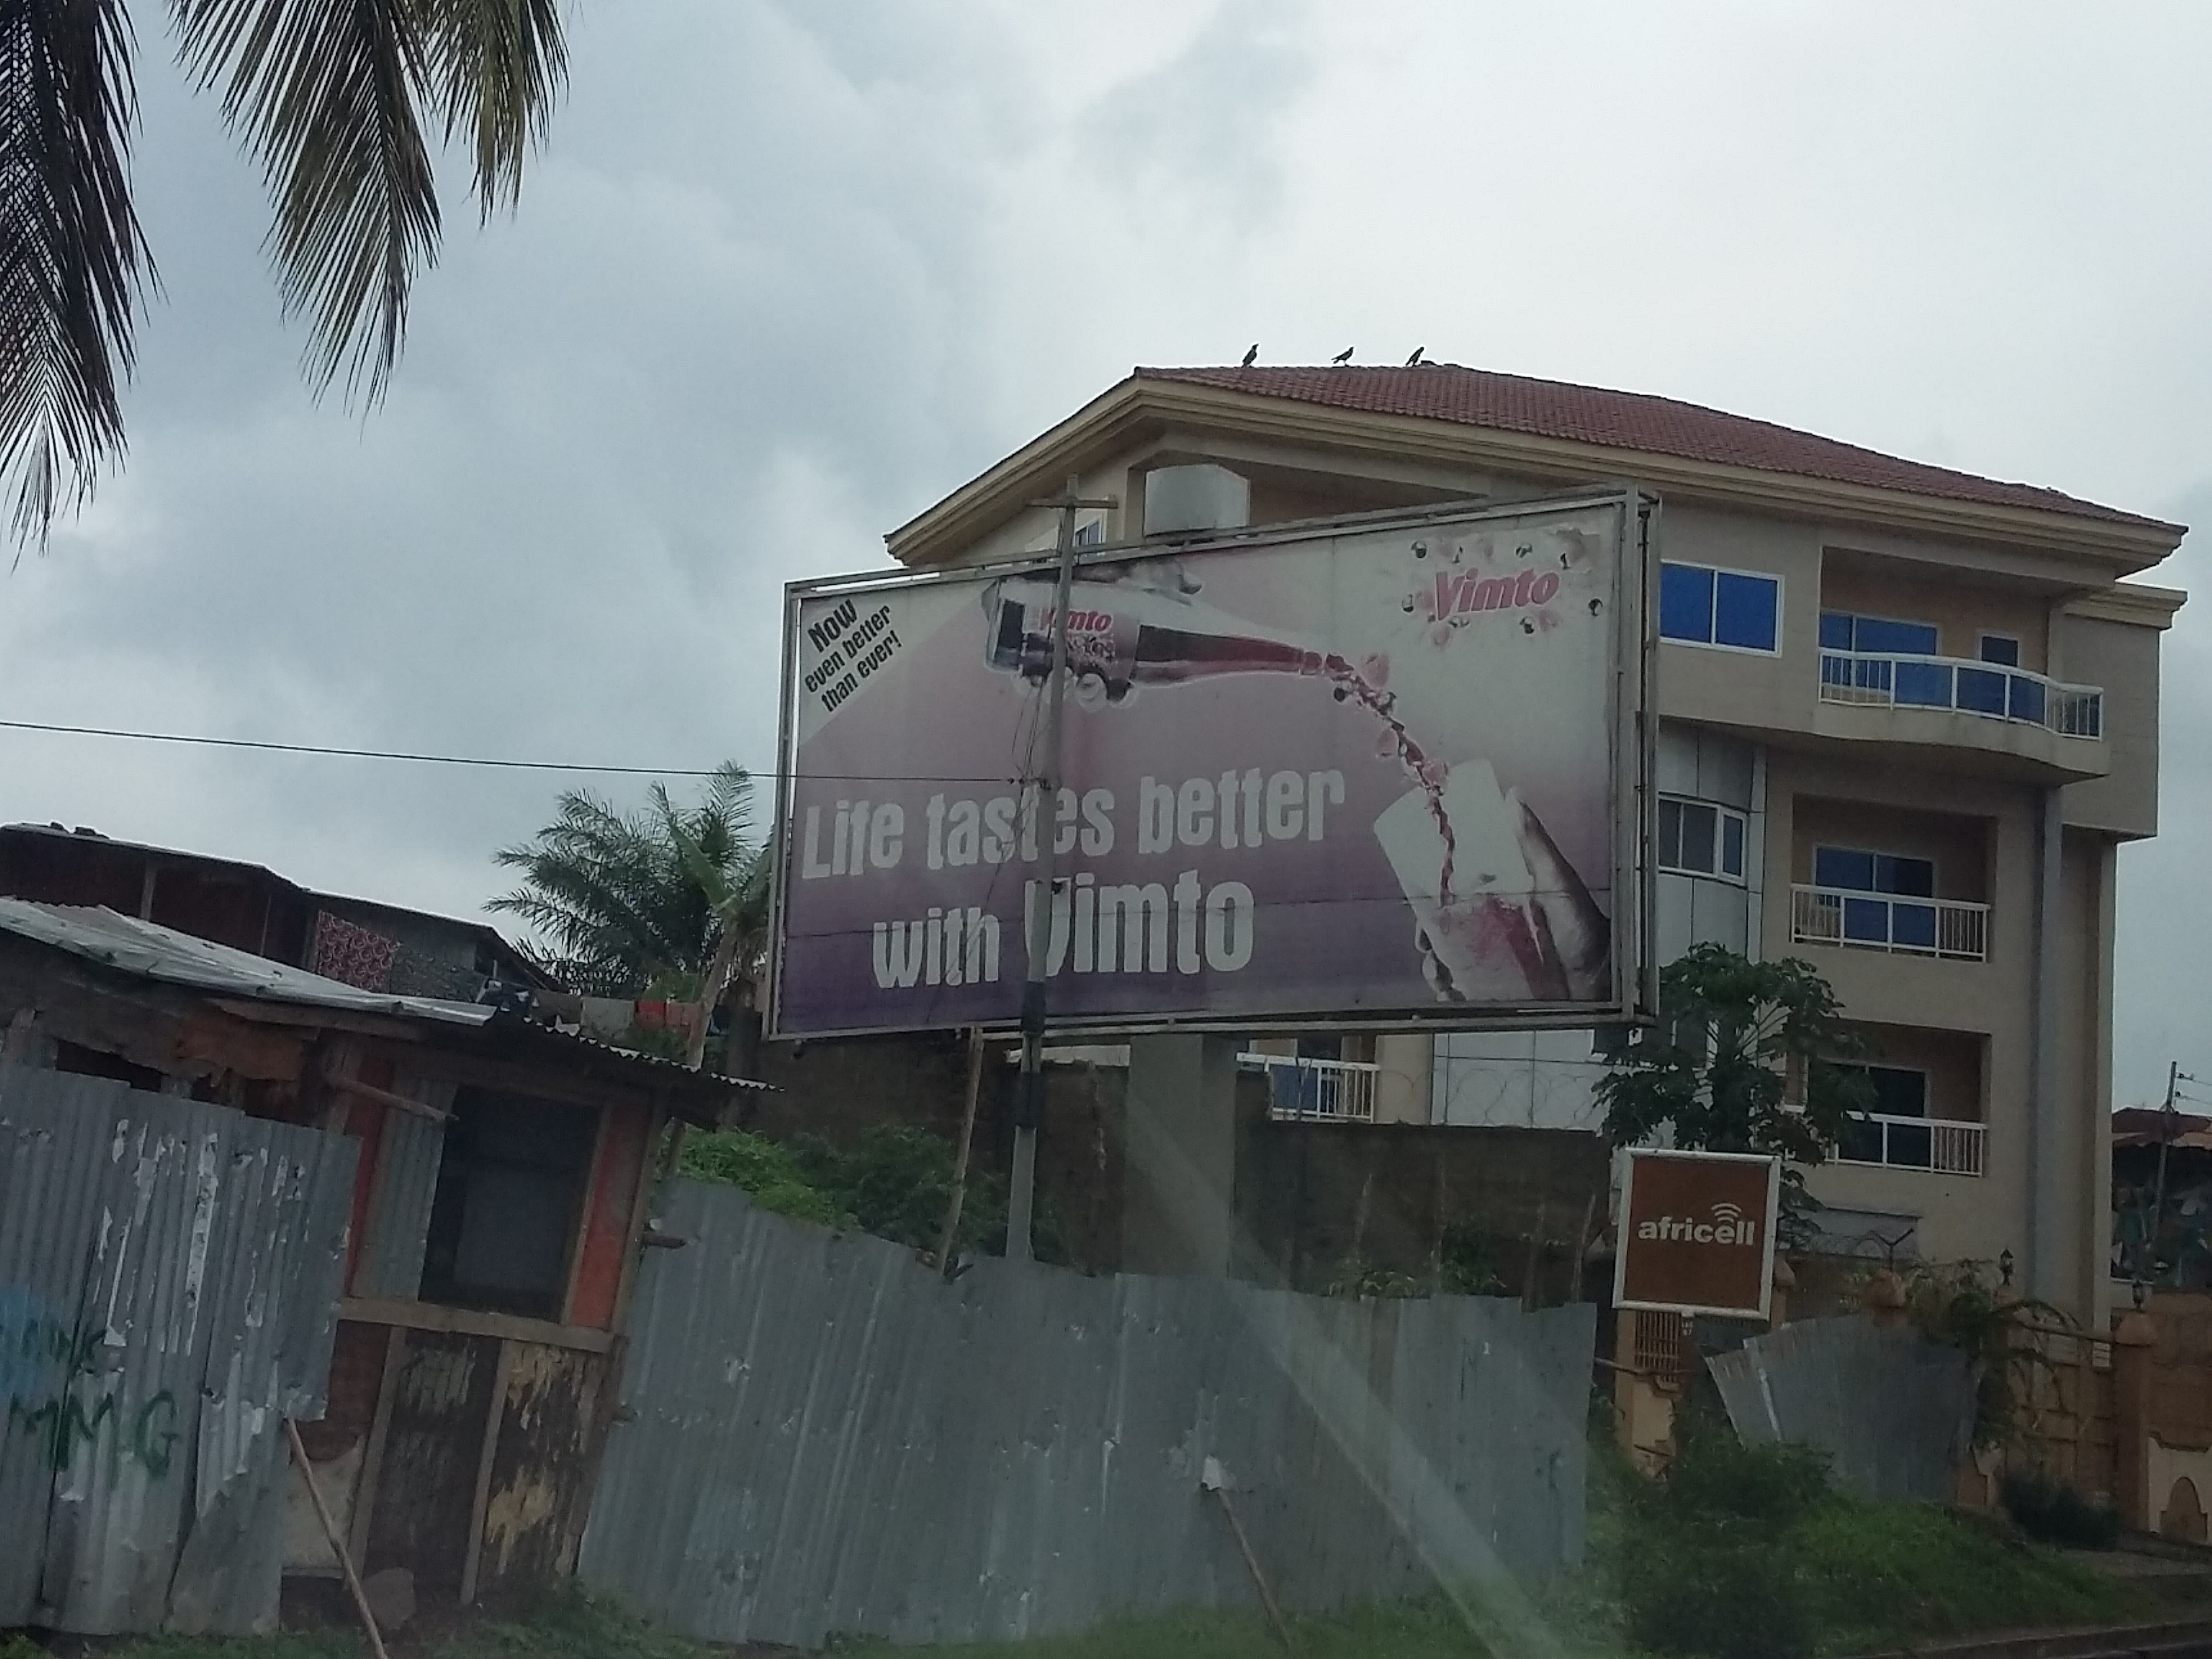 Now
even better
than ever!
Vimto
Vimto
Life tastes better
with Vimto
africell
M.M.G